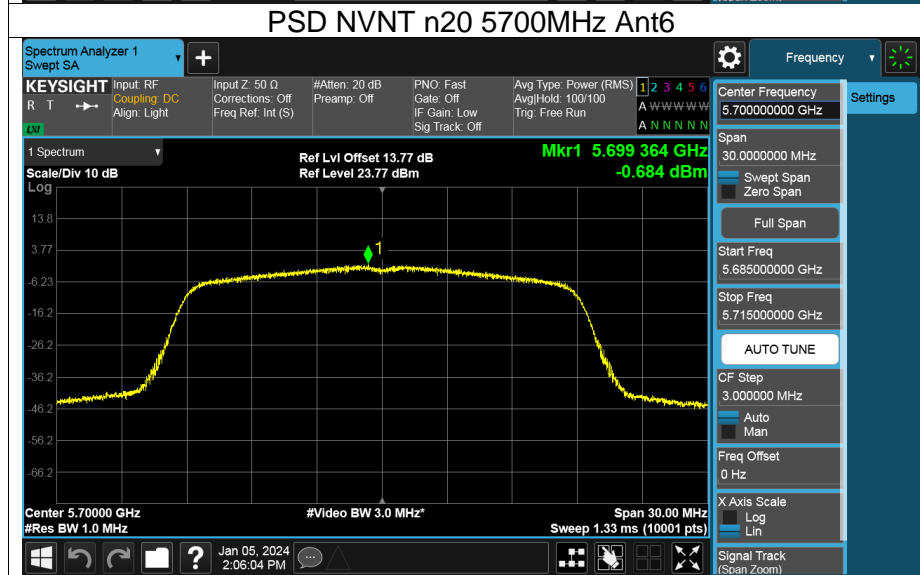 PSD NVNT n20 5700MHz Ant6
Spectrum Analyzer 1
Swept SA
Frequency
KEYSIGHT
R T
LXI
Input: RF
Coupling: DC
Align: Light
Input Z: 50 Ω
Corrections: Off
Freq Ref: Int (S)
#Atten: 20 dB
Preamp: Off
PNO: Fast
Gate: Off
IF Gain: Low
Sig Track: Off
Avg Type: Power (RMS)
Avg|Hold: 100/100
Trig: Free Run
1 2 3 4 5 6
A W W W W W
A N N N N N
1 Spectrum
Scale/Div 10 dB
Ref Lvl Offset 13.77 dB
Ref Level 23.77 dBm
Mkr1 5.699 364 GHz
-0.684 dBm
Log
13.8
3.77
-6.23
-16.2
-26.2
-36.2
-46.2
-56.2
-66.2
1
Center 5.70000 GHz
#Res BW 1.0 MHz
#Video BW 3.0 MHz*
Span 30.00 MHz
Sweep 1.33 ms (10001 pts)
?
Jan 05, 2024
2:06:04 PM
Center Frequency
5.700000000 GHz
Span
30.0000000 MHz
Swept Span
Zero Span
Full Span
Start Freq
5.685000000 GHz
Stop Freq
5.715000000 GHz
AUTO TUNE
CF Step
3.000000 MHz
Auto
Man
Freq Offset
0 Hz
X Axis Scale
Log
Lin
Signal Track
(Span Zoom)
Settings